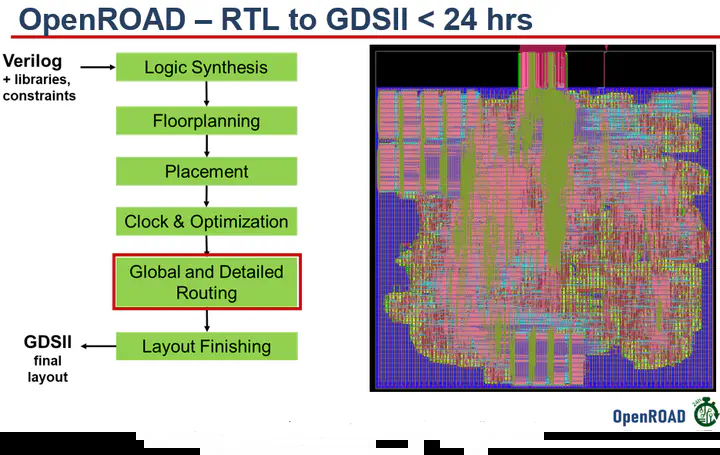 OpenROAD – RTL to GDSII < 24 hrs
Verilog
+ libraries,
constraints
Logic Synthesis
Floorplanning
Placement
Clock & Optimization
Global and Detailed
Routing
Layout Finishing
GDSII
final
layout
OpenROAD